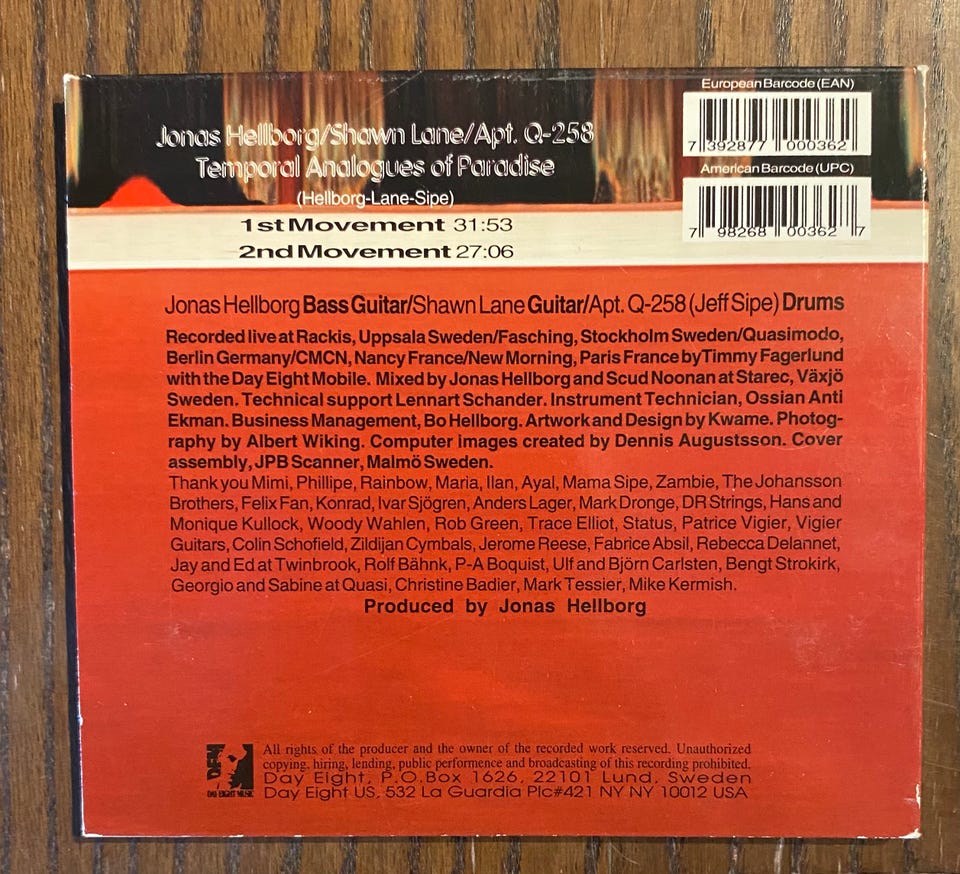 European Barcode (EAN)
7 392877 000362
American Barcode (UPC)
7 98268 00362 7
Jonas Hellborg/Shawn Lane/Apt. Q-258
Temporal Analogues of Paradise
(Hellborg-Lane-Sipe)
1st Movement 31:53
2nd Movement 27:06
Jonas Hellborg Bass Guitar/Shawn Lane Guitar/Apt. Q-258 (Jeff Sipe) Drums
Recorded live at Rackis, Uppsala Sweden/Fasching, Stockholm Sweden/Quasimodo,
Berlin Germany/CMCN, Nancy France/New Morning, Paris France by Timmy Fagerlund
with the Day Eight Mobile. Mixed by Jonas Hellborg and Scud Noonan at Starec, Växjö
Sweden. Technical support Lennart Schander. Instrument Technician, Ossian Anti
Ekman. Business Management, Bo Hellborg. Artwork and Design by Kwame. Photog-
raphy by Albert Wiking. Computer images created by Dennis Augustsson. Cover
assembly, JPB Scanner, Malmö Sweden.
Thank you Mimi, Phillipe, Rainbow, Maria, Ilan, Ayal, Mama Sipe, Zambie, The Johansson
Brothers, Felix Fan, Konrad, Ivar Sjögren, Anders Lager, Mark Dronge, DR Strings, Hans and
Monique Kullock, Woody Wahlen, Rob Green, Trace Elliot, Status, Patrice Vigier, Vigier
Guitars, Colin Schofield, Zildijan Cymbals, Jerome Reese, Fabrice Absil, Rebecca Delannet,
Jay and Ed at Twinbrook, Rolf Bähnk, P-A Boquist, Ulf and Björn Carlsten, Bengt Strokirk,
Georgio and Sabine at Quasi, Christine Badier, Mark Tessier, Mike Kermish.
Produced by Jonas Hellborg
All rights of the producer and the owner of the recorded work reserved. Unauthorized
copying, hiring, lending, public performence and broadcasting of this recording prohibited.
Day Eight, P.O.Box 1626, 22101 Lund, Sweden
Day Eight US, 532 La Guardia Plc#421 NY NY 10012 USA
DEM
DAY EIGHT MUSIC